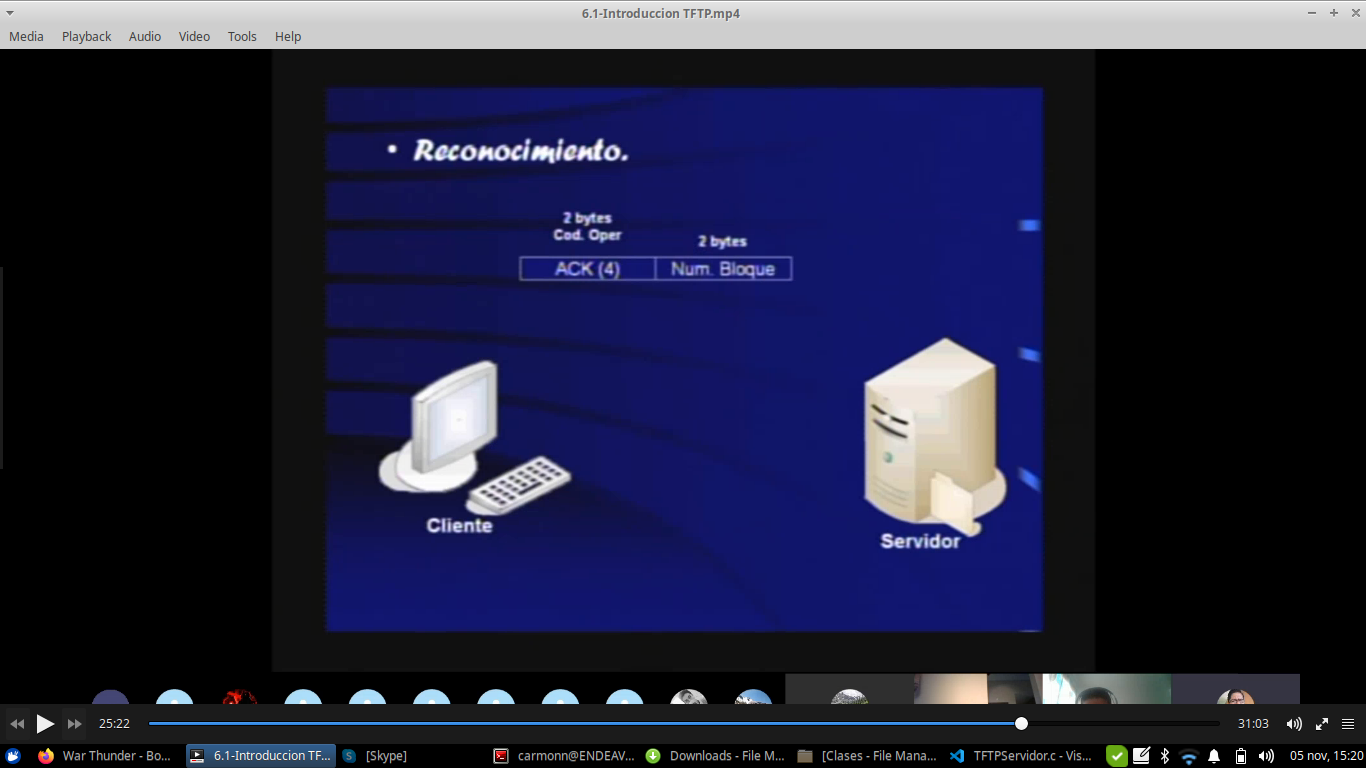 6.1-Introduccion TFTP.mp4
Media Playback Audio Video Tools Help
• Reconocimiento.
2 bytes
Cod. Oper
2 bytes
ACK (4) Num. Bloque
Cliente
Servidor
25:22 31:03
War Thunder - Bo... 6.1-Introduccion TF... [Skype] carmonn@ENDEAV... Downloads - File M... [Clases - File Mana... TFTPServidor.c - Vis... 05 nov, 15:20